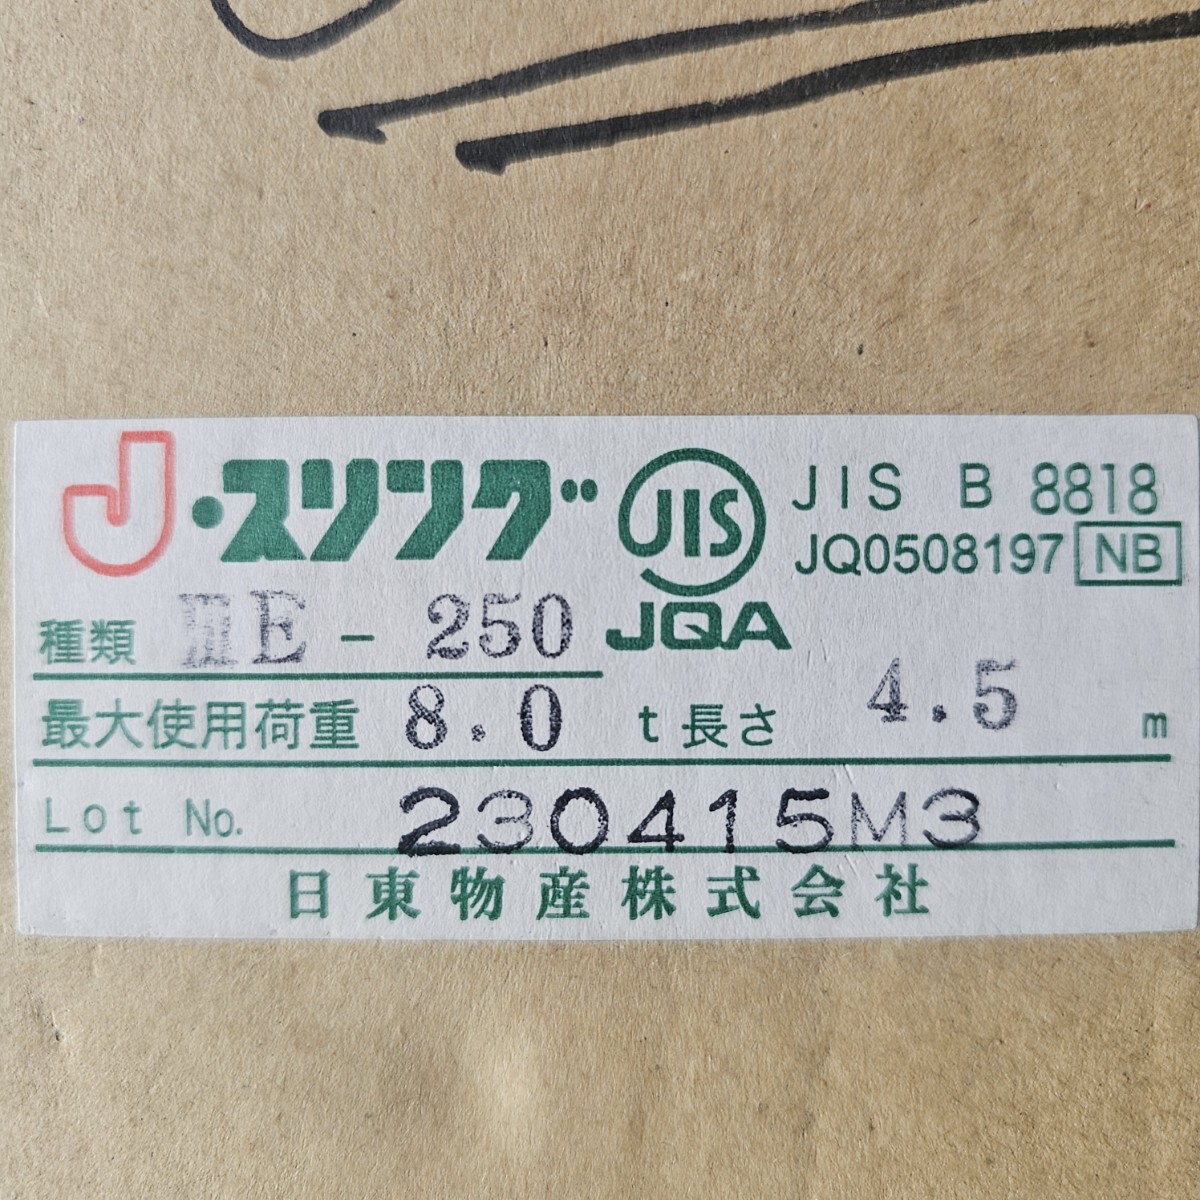 J・スリング JIS JIS B 8818
JQA JQ0508197 NB
種類 ⅢE - 250
最大使用荷重 8.0 t 長さ 4.5 m
Lot No. 230415M3
日東物産株式会社